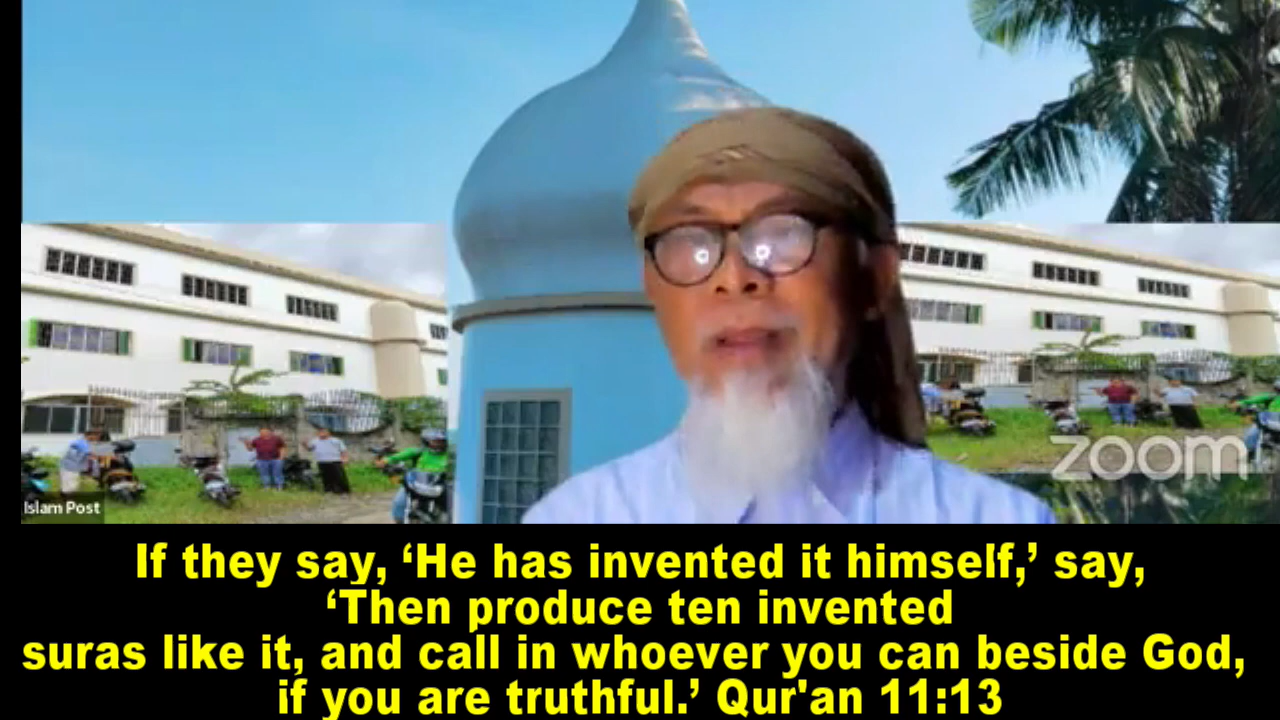 zoom
Islam Post
If they say, ‘He has invented it himself,’ say,
‘Then produce ten invented
suras like it, and call in whoever you can beside God,
if you are truthful.’ Qur'an 11:13